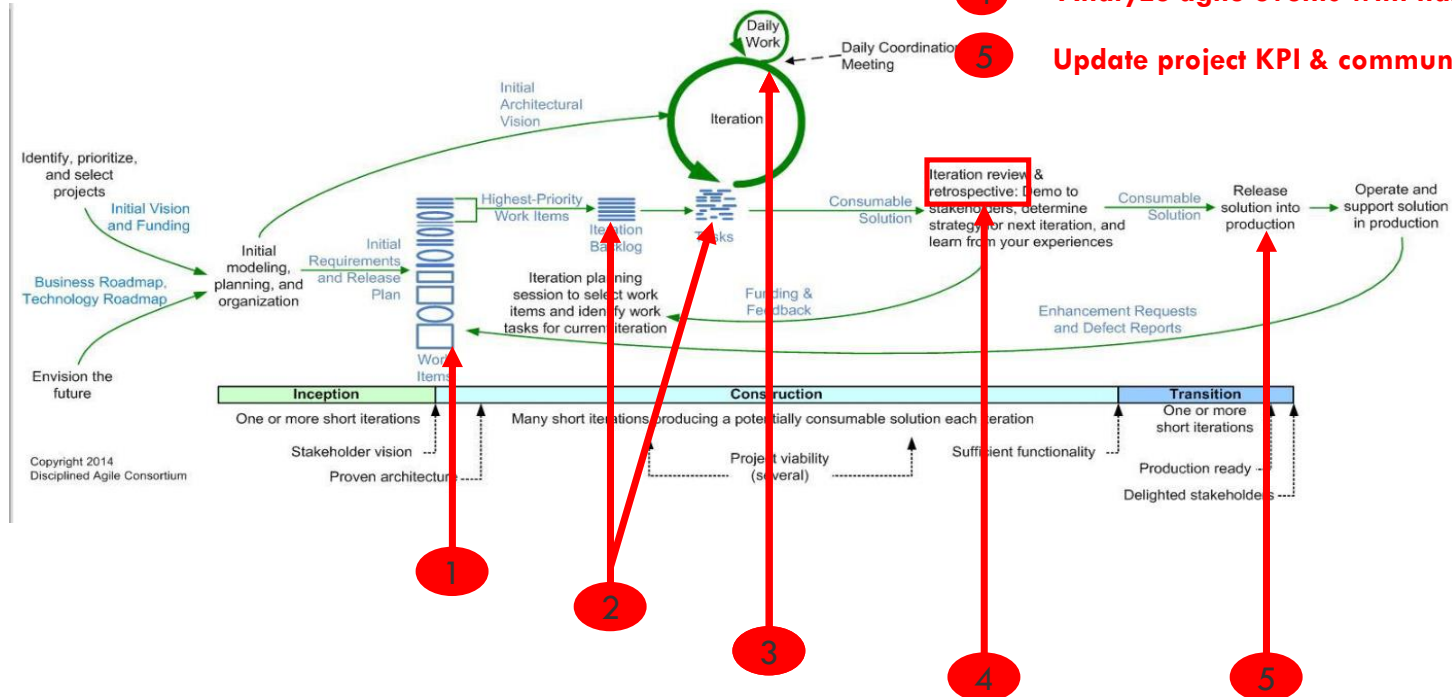 5 Update project KPI & commun
Daily
Work
Daily Coordination
Meeting
Initial
Architectural
Vision
Iteration
Identify, prioritize,
and select
projects
Initial Vision
and Funding
Business Roadmap,
Technology Roadmap
Envision the
future
Initial
modeling,
planning, and
organization
Initial
Requirements
and Release
Plan
Highest-Priority
Work Items
Iteration
Backlog
Tasks
Work
Items
Iteration planning
session to select work
items and identify work
tasks for current iteration
Funding &
Feedback
Consumable
Solution
Iteration review &
retrospective: Demo to
stakeholders, determine
strategy for next iteration, and
learn from your experiences
Consumable
Solution
Release
solution into
production
Operate and
support solution
in production
Enhancement Requests
and Defect Reports
Inception
Construction
Transition
One or more short iterations
Many short iterations producing a potentially consumable solution each iteration
One or more
short iterations
Stakeholder vision
Proven architecture
Project viability
(several)
Sufficient functionality
Production ready
Delighted stakeholders
Copyright 2014
Disciplined Agile Consortium
1
2
3
4
5